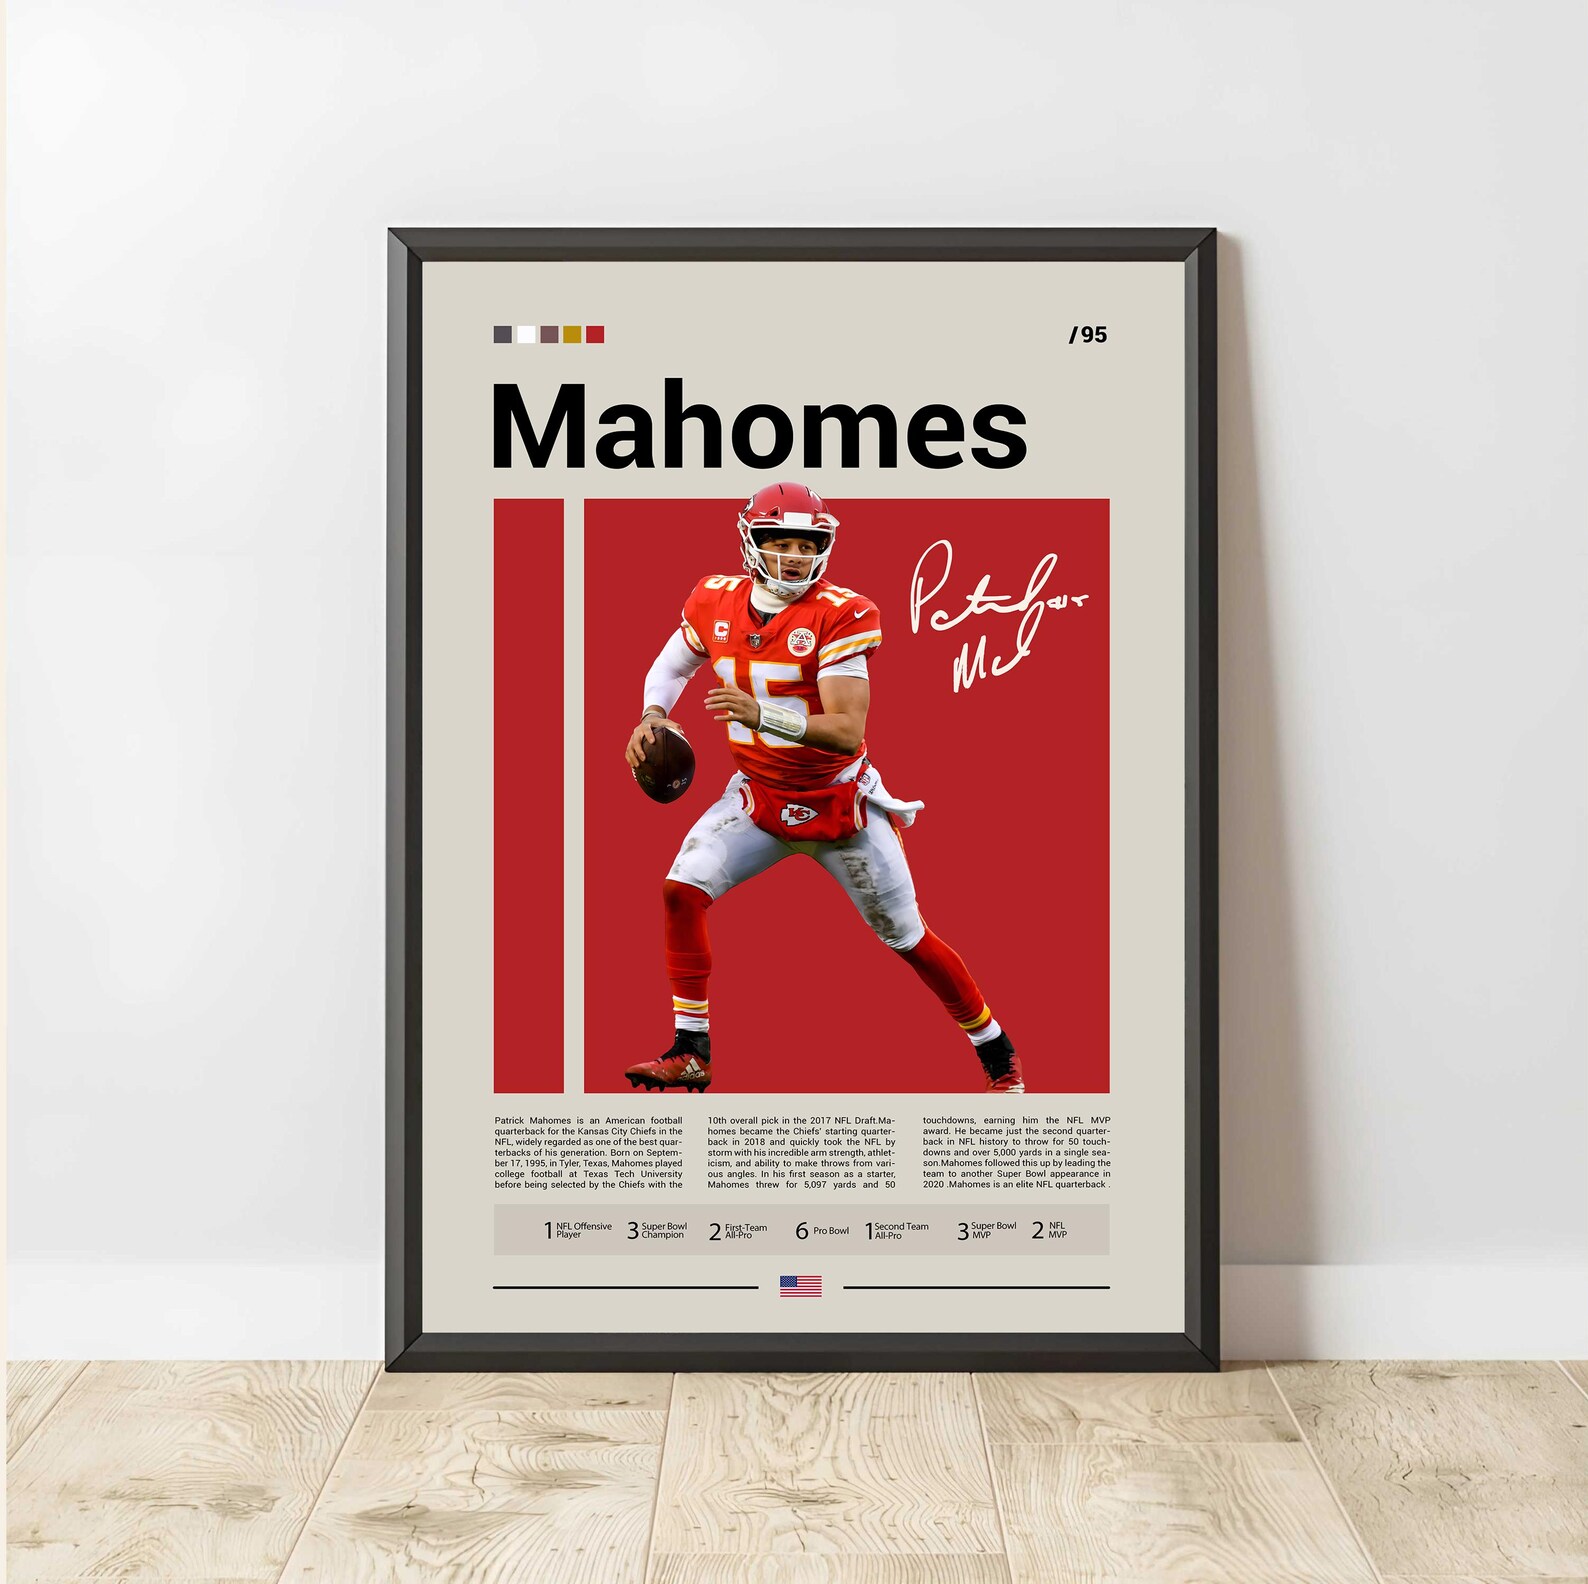 /95
Mahomes
Patrick
15
15
C
15
KC
adidas
Patrick Mahomes is an American football
quarterback for the Kansas City Chiefs in the
NFL, widely regarded as one of the best quar-
terbacks of his generation. Born on Septem-
ber 17, 1995, in Tyler, Texas, Mahomes played
college football at Texas Tech University
before being selected by the Chiefs with the
10th overall pick in the 2017 NFL Draft.Ma-
homes became the Chiefs' starting quarter-
back in 2018 and quickly took the NFL by
storm with his incredible arm strength, athlet-
icism, and ability to make throws from vari-
ous angles. In his first season as a starter,
Mahomes threw for 5,097 yards and 50
touchdowns, earning him the NFL MVP
award. He became just the second quarter-
back in NFL history to throw for 50 touch-
downs and over 5,000 yards in a single sea-
son.Mahomes followed this up by leading the
team to another Super Bowl appearance in
2020 .Mahomes is an elite NFL quarterback .
1 NFL Offensive
Player
3 Super Bowl
Champion
2 First-Team
All-Pro
6 Pro Bowl
1 Second Team
All-Pro
3 Super Bowl
MVP
2 NFL
MVP